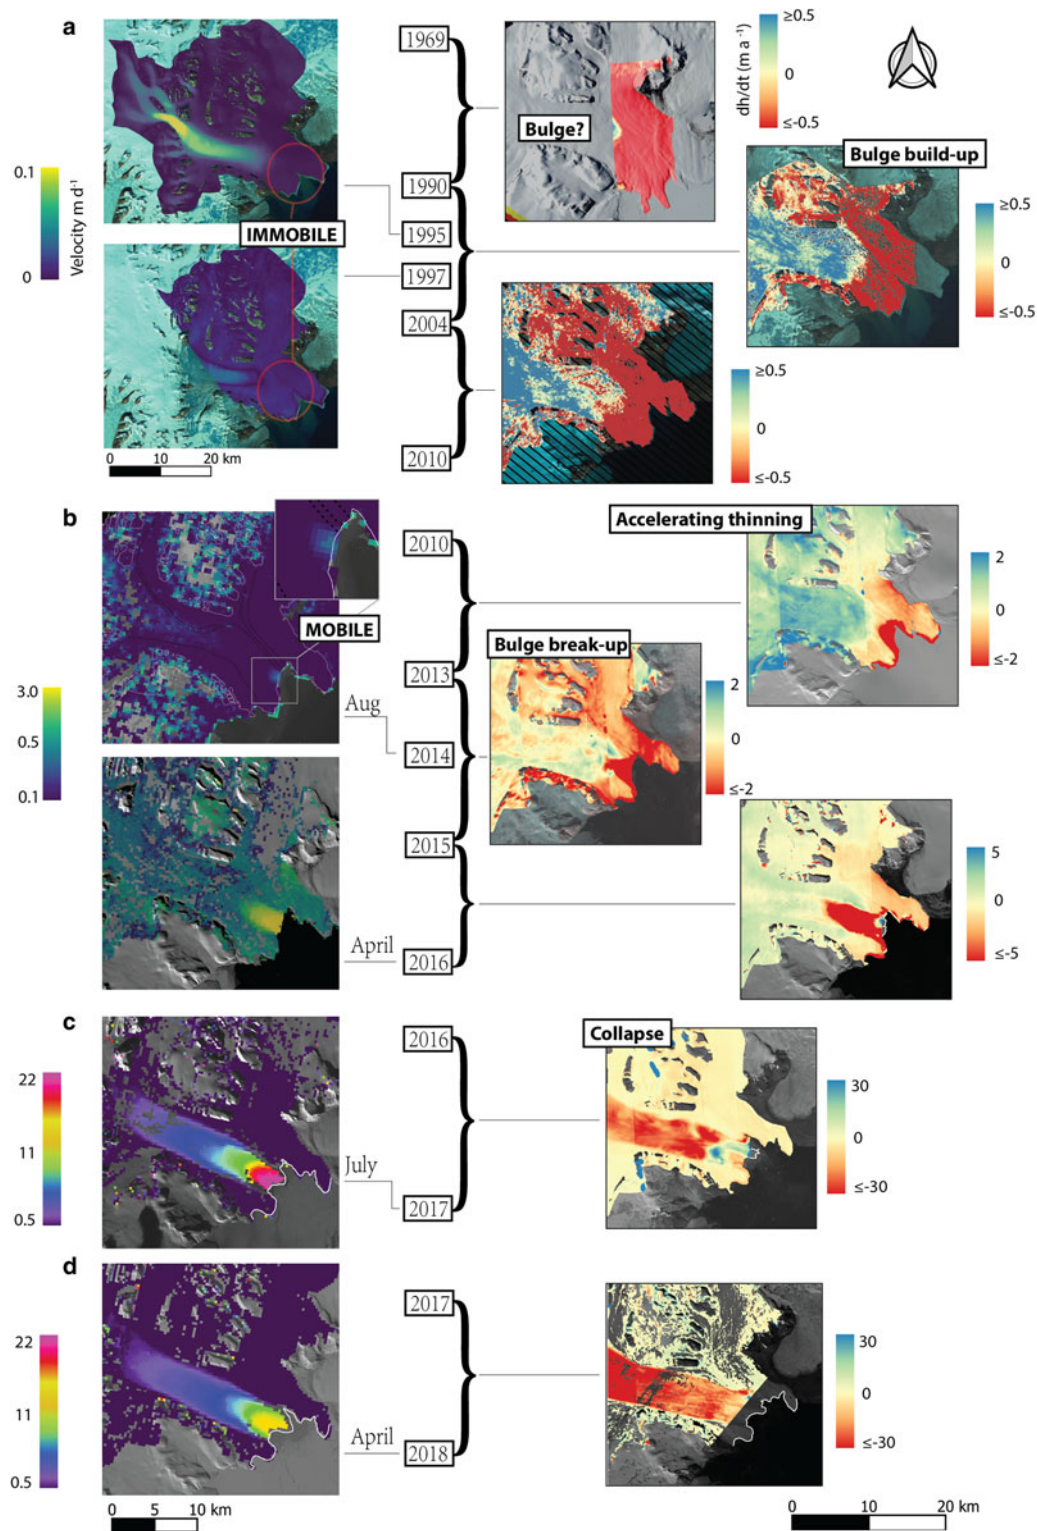 a
0.1
0
Velocity m d⁻¹
IMMOBILE
0 10 20 km
1969
1990
1995
1997
2004
2010
Bulge?
≥0.5
0
≤-0.5
dh/dt (m a⁻¹)
Bulge build-up
≥0.5
0
≤-0.5
≥0.5
0
≤-0.5
b
MOBILE
3.0
0.5
0.1
Aug
April
2010
2013
2014
2015
2016
Accelerating thinning
2
0
≤-2
Bulge break-up
2
0
≤-2
5
0
≤-5
c
22
11
0.5
July
2016
2017
Collapse
30
0
≤-30
d
22
11
0.5
April
2017
2018
30
0
≤-30
0 5 10 km
0 10 20 km